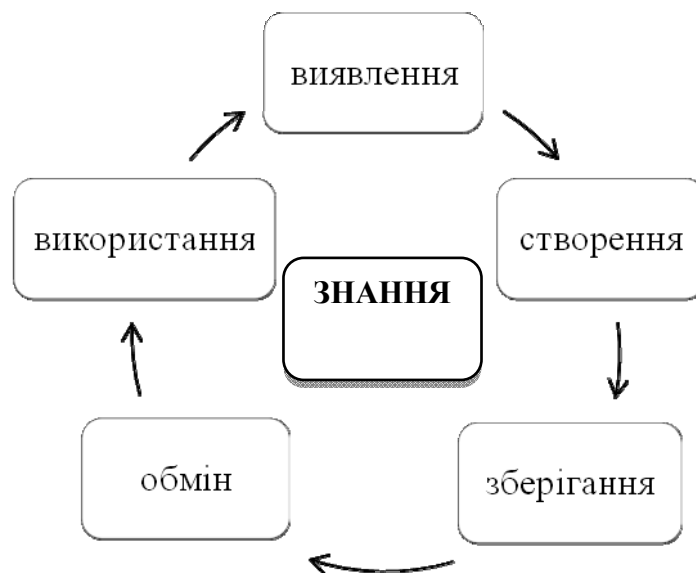 виявлення
створення
зберігання
обмін
використання
ЗНАННЯ